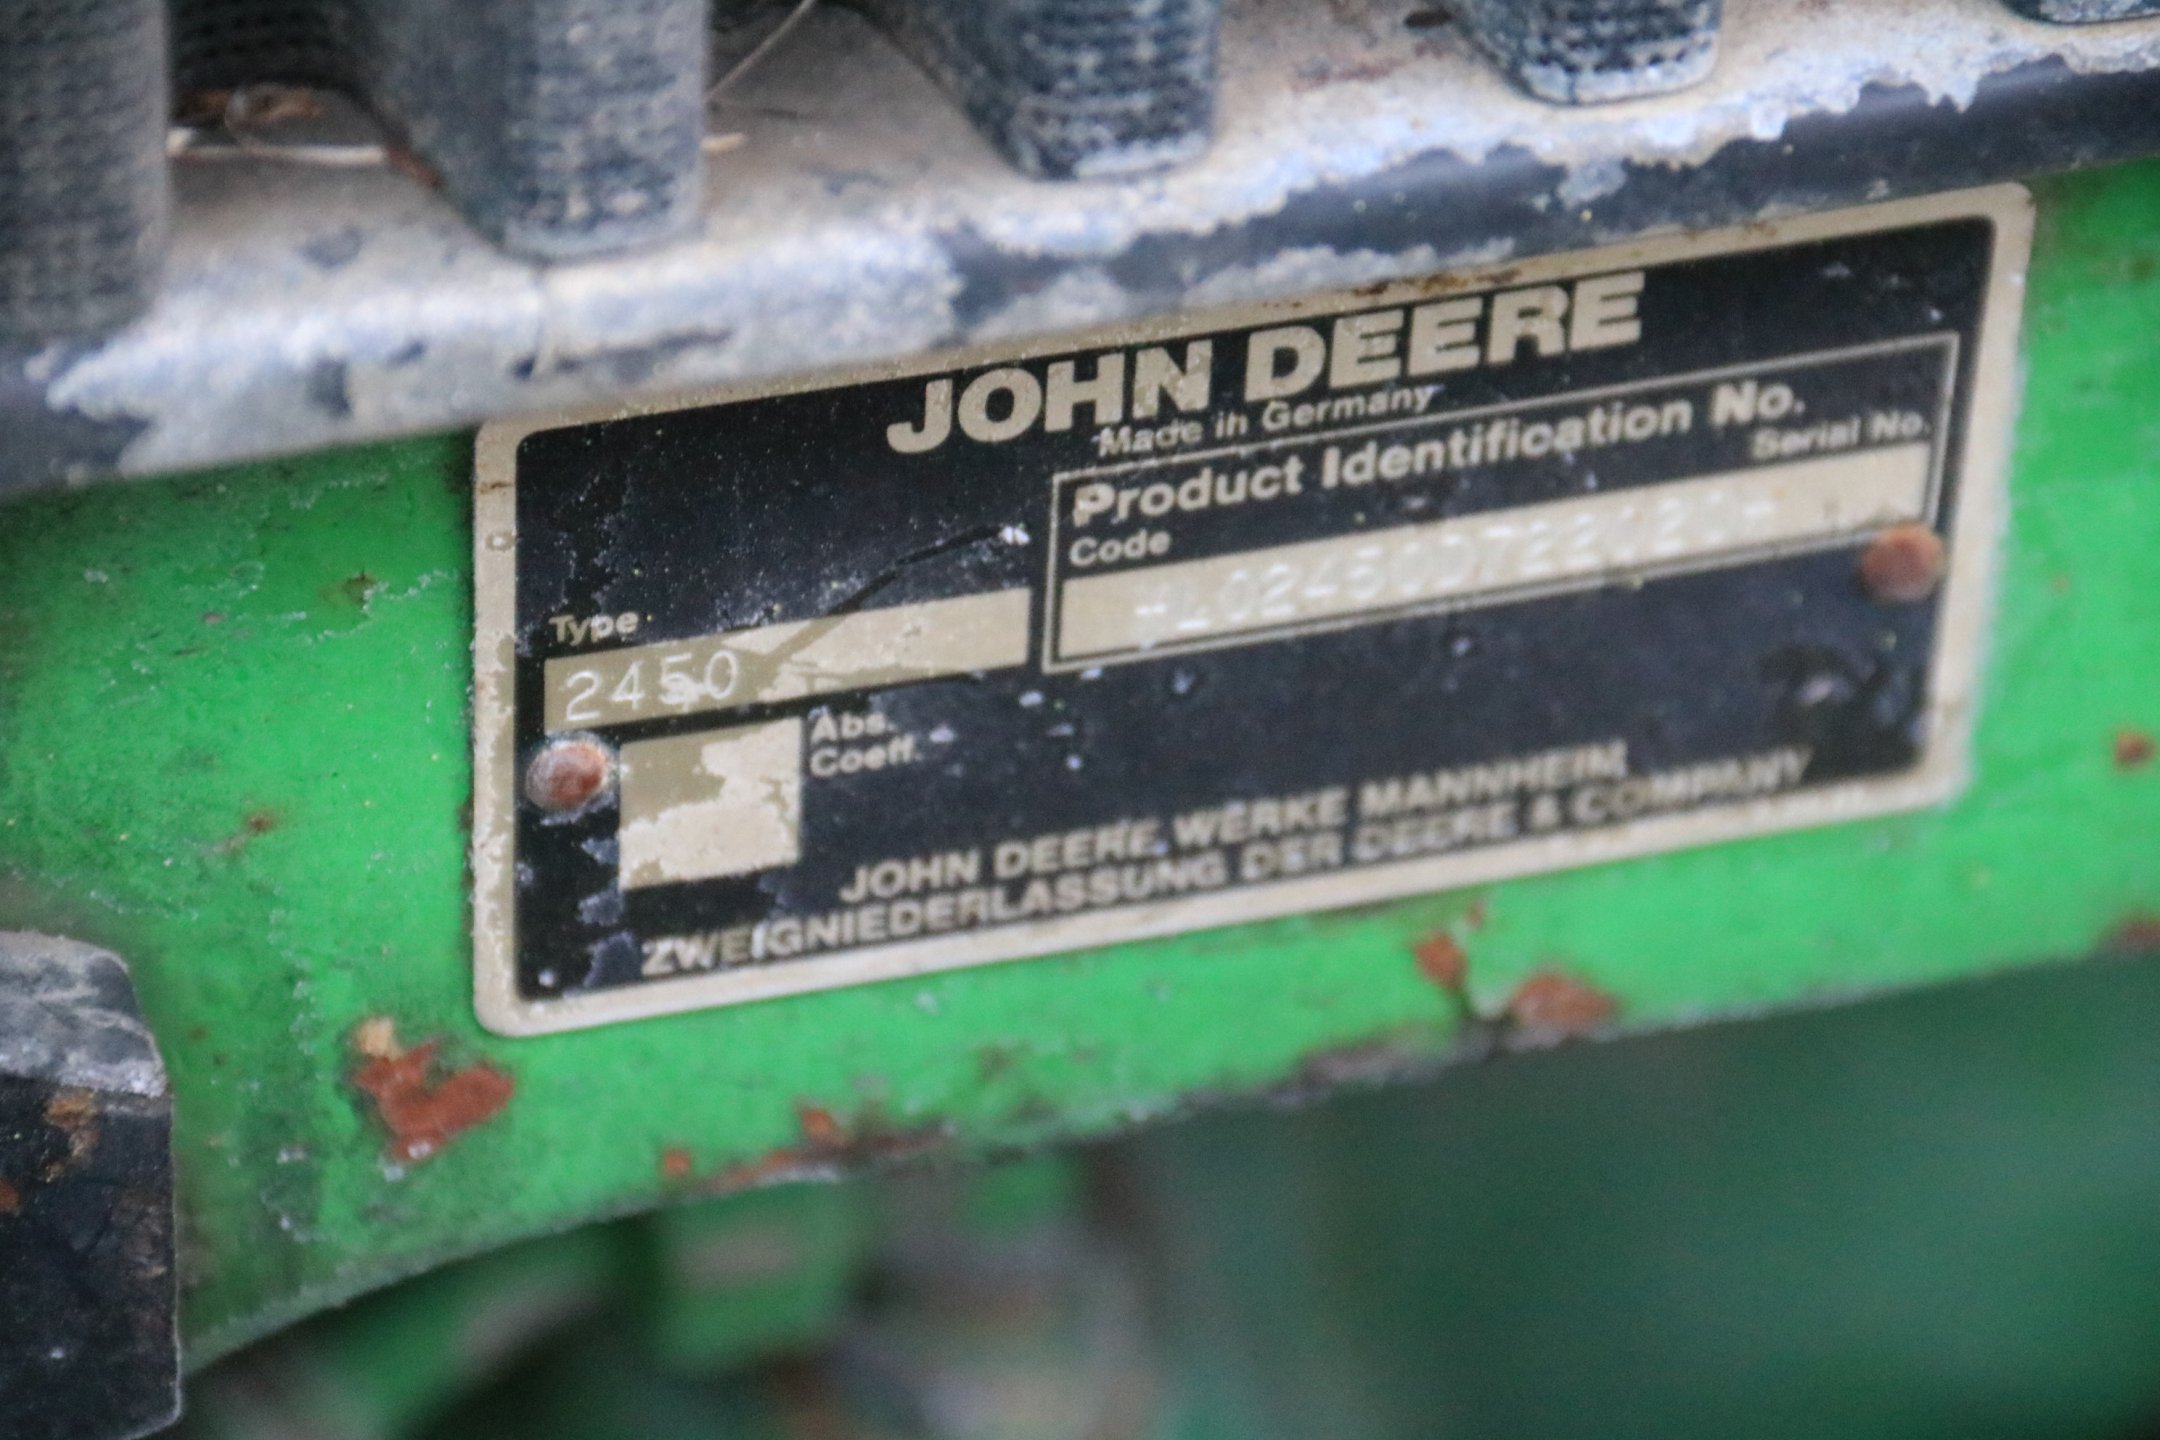 JOHN DEERE
Made in Germany
Product Identification No.
Serial No.
Code
Type
2450
Abs.
Coeff.
JOHN DEERE WERKE MANNHEIM
ZWEIGNIEDERLASSUNG DER DEERE & COMPANY